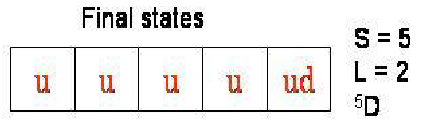 Final states
u u u u ud
S = 5
L = 2
⁵D